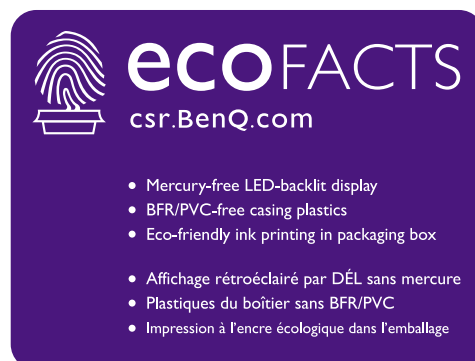 ecoFACTS
csr.BenQ.com
• Mercury-free LED-backlit display
• BFR/PVC-free casing plastics
• Eco-friendly ink printing in packaging box
• Affichage rétroéclairé par DÉL sans mercure
• Plastiques du boîtier sans BFR/PVC
• Impression à l'encre écologique dans l'emballage